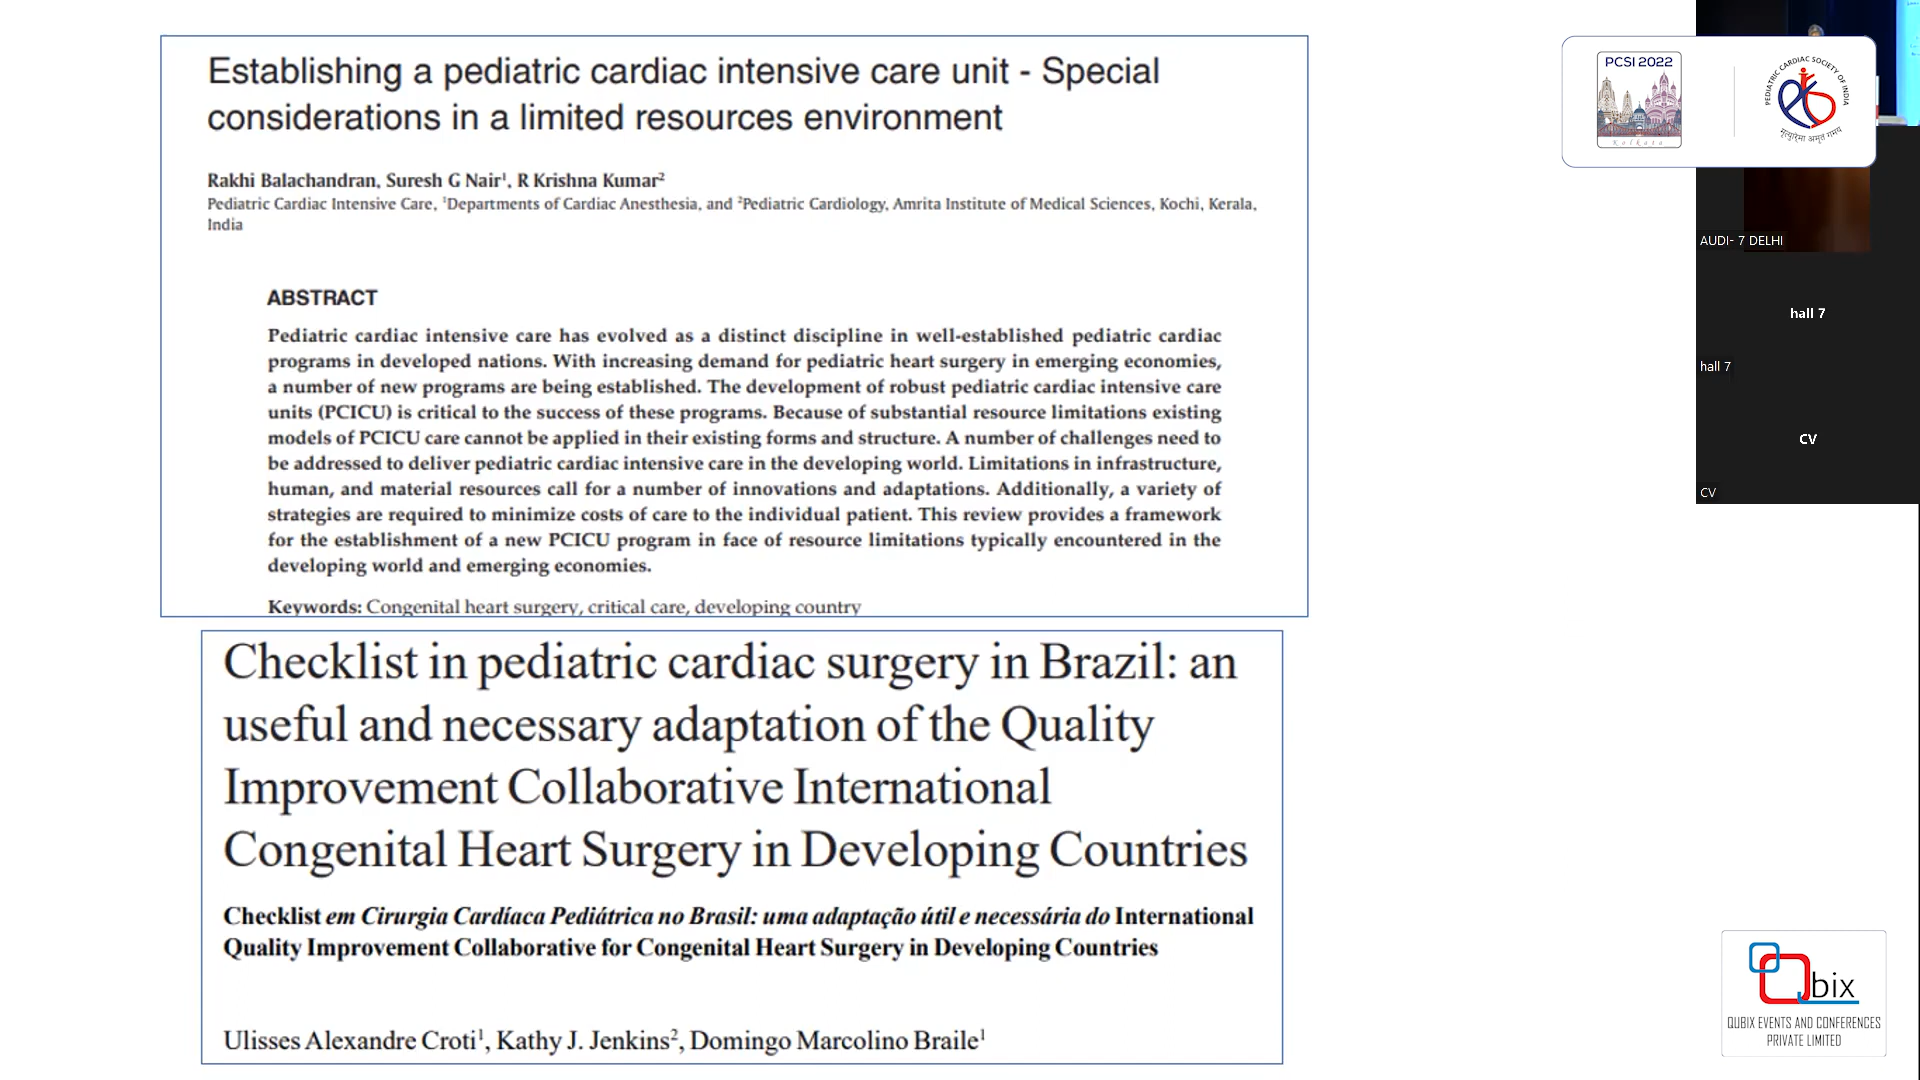 Establishing a pediatric cardiac intensive care unit - Special
considerations in a limited resources environment
Rakhi Balachandran, Suresh G Nair¹, R Krishna Kumar²
Pediatric Cardiac Intensive Care, ¹Departments of Cardiac Anesthesia, and ²Pediatric Cardiology, Amrita Institute of Medical Sciences, Kochi, Kerala,
India
ABSTRACT
Pediatric cardiac intensive care has evolved as a distinct discipline in well-established pediatric cardiac
programs in developed nations. With increasing demand for pediatric heart surgery in emerging economies,
a number of new programs are being established. The development of robust pediatric cardiac intensive care
units (PCICU) is critical to the success of these programs. Because of substantial resource limitations existing
models of PCICU care cannot be applied in their existing forms and structure. A number of challenges need to
be addressed to deliver pediatric cardiac intensive care in the developing world. Limitations in infrastructure,
human, and material resources call for a number of innovations and adaptations. Additionally, a variety of
strategies are required to minimize costs of care to the individual patient. This review provides a framework
for the establishment of a new PCICU program in face of resource limitations typically encountered in the
developing world and emerging economies.
Keywords: Congenital heart surgery, critical care, developing country
Checklist in pediatric cardiac surgery in Brazil: an
useful and necessary adaptation of the Quality
Improvement Collaborative International
Congenital Heart Surgery in Developing Countries
Checklist em Cirurgia Cardíaca Pediátrica no Brasil: uma adaptação útil e necessária do International
Quality Improvement Collaborative for Congenital Heart Surgery in Developing Countries
Ulisses Alexandre Croti¹, Kathy J. Jenkins², Domingo Marcolino Braile¹
PCSI 2022
Kolkata
PEDIATRIC CARDIAC SOCIETY OF INDIA
AUDI- 7 DELHI
hall 7
hall 7
CV
CV
Qbix
QUBIX EVENTS AND CONFERENCES
PRIVATE LIMITED